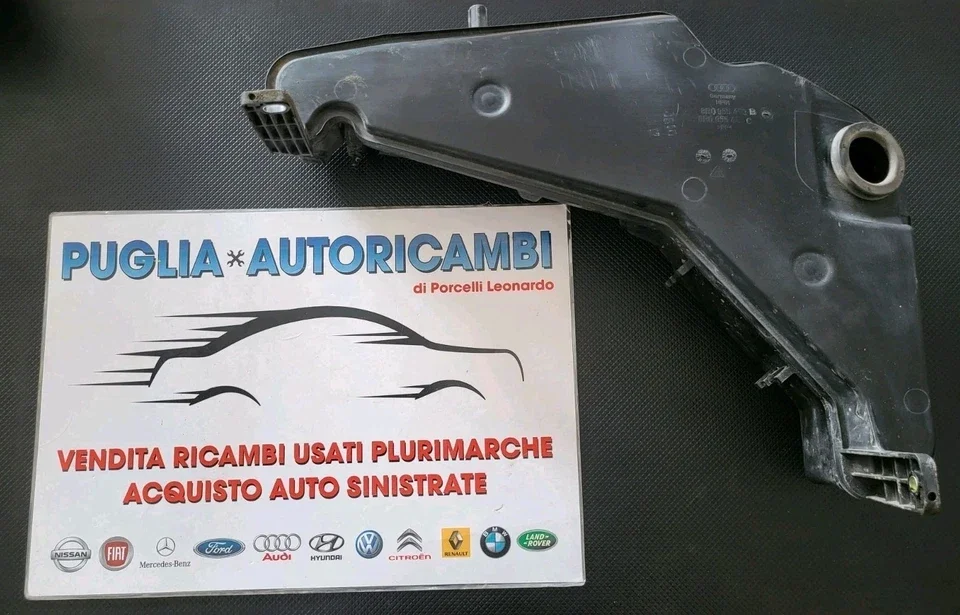 PUGLIA AUTORICAMBI
di Porcelli Leonardo
VENDITA RICAMBI USATI PLURIMARCHE
ACQUISTO AUTO SINISTRATE
NISSAN FIAT Mercedes-Benz Ford Audi HYUNDAI CITROËN RENAULT BMW LAND-ROVER